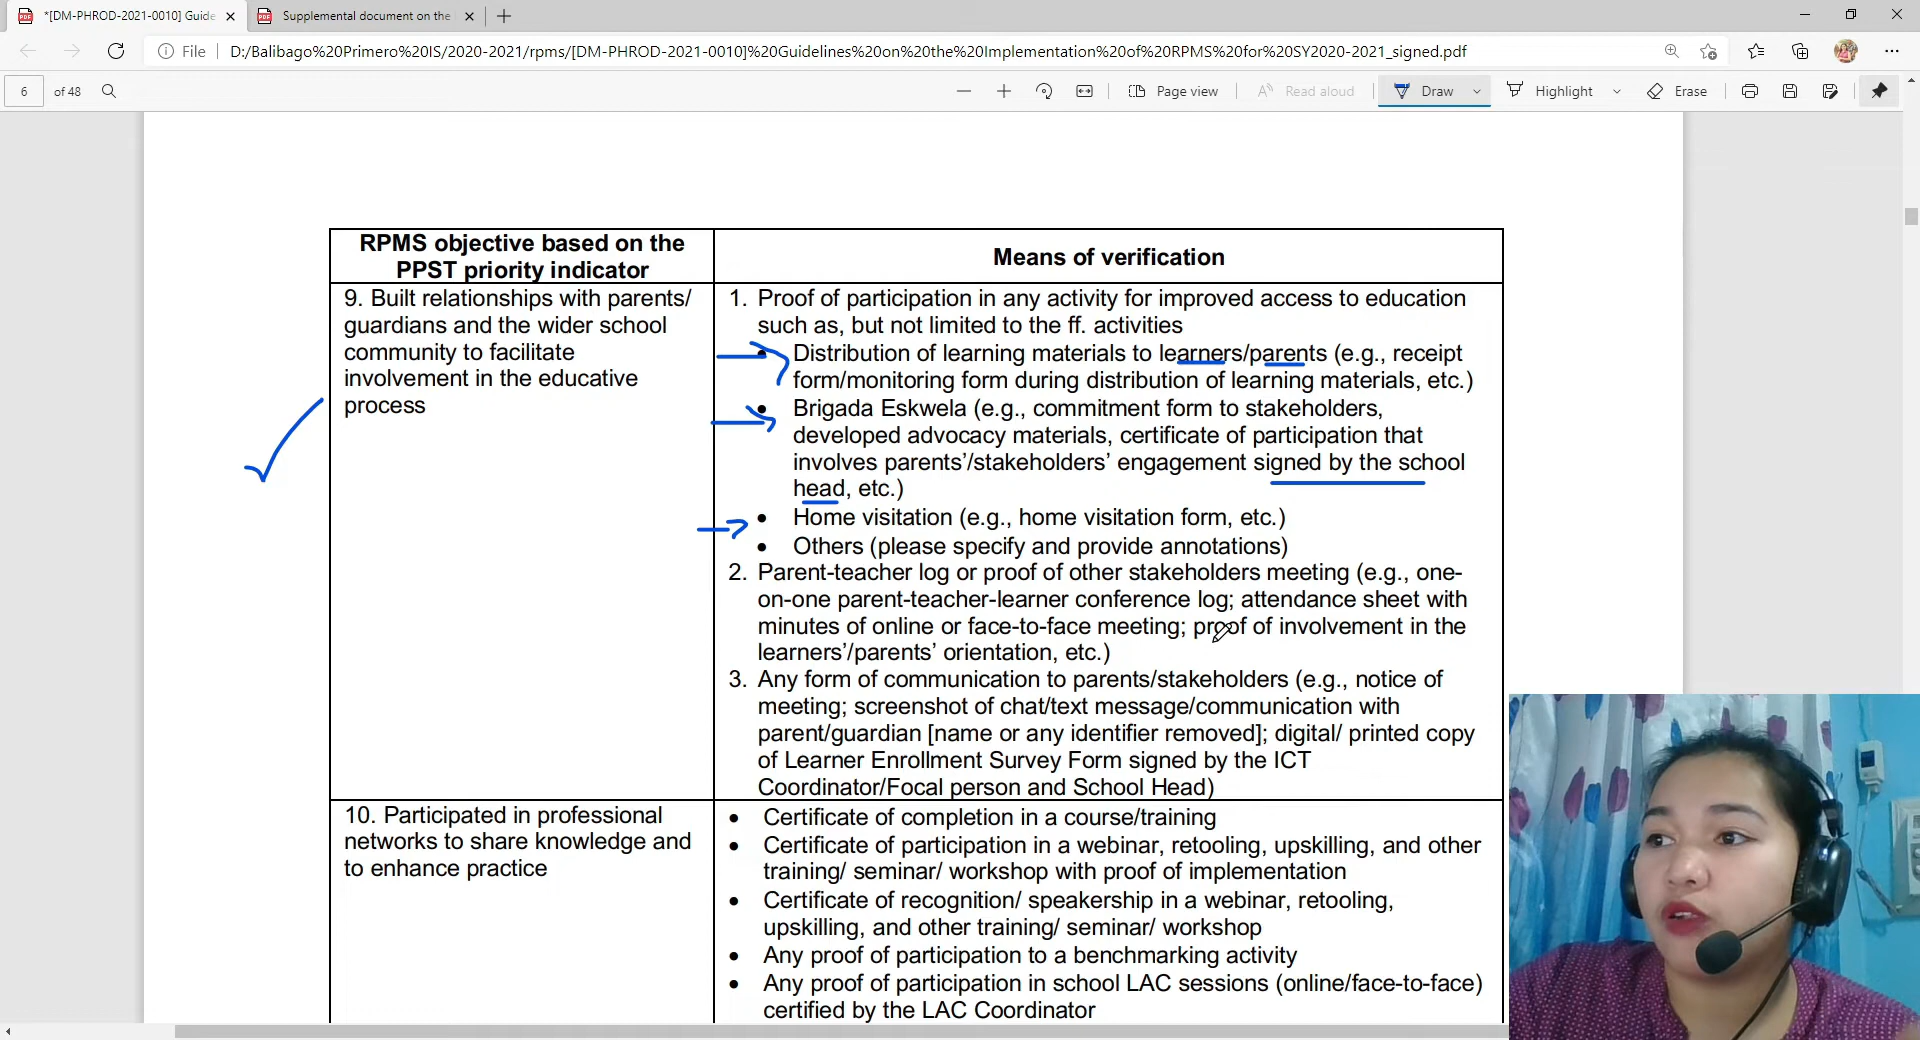 *[DM-PHROD-2021-0010] Guide
Supplemental document on the
File
D:/Balibago%20Primero%20IS/2020-2021/rpms/[DM-PHROD-2021-0010]%20Guidelines%20on%20the%20Implementation%20of%20RPMS%20for%20SY2020-2021_signed.pdf
6 of 48
Page view
Read aloud
Draw
Highlight
Erase
RPMS objective based on the
PPST priority indicator
Means of verification
9. Built relationships with parents/
guardians and the wider school
community to facilitate
involvement in the educative
process
1. Proof of participation in any activity for improved access to education
such as, but not limited to the ff. activities
• Distribution of learning materials to learners/parents (e.g., receipt
form/monitoring form during distribution of learning materials, etc.)
• Brigada Eskwela (e.g., commitment form to stakeholders,
developed advocacy materials, certificate of participation that
involves parents’/stakeholders’ engagement signed by the school
head, etc.)
• Home visitation (e.g., home visitation form, etc.)
• Others (please specify and provide annotations)
2. Parent-teacher log or proof of other stakeholders meeting (e.g., one-
on-one parent-teacher-learner conference log; attendance sheet with
minutes of online or face-to-face meeting; proof of involvement in the
learners’/parents’ orientation, etc.)
3. Any form of communication to parents/stakeholders (e.g., notice of
meeting; screenshot of chat/text message/communication with
parent/guardian [name or any identifier removed]; digital/ printed copy
of Learner Enrollment Survey Form signed by the ICT
Coordinator/Focal person and School Head)
10. Participated in professional
networks to share knowledge and
to enhance practice
• Certificate of completion in a course/training
• Certificate of participation in a webinar, retooling, upskilling, and other
training/ seminar/ workshop with proof of implementation
• Certificate of recognition/ speakership in a webinar, retooling,
upskilling, and other training/ seminar/ workshop
• Any proof of participation to a benchmarking activity
• Any proof of participation in school LAC sessions (online/face-to-face)
certified by the LAC Coordinator